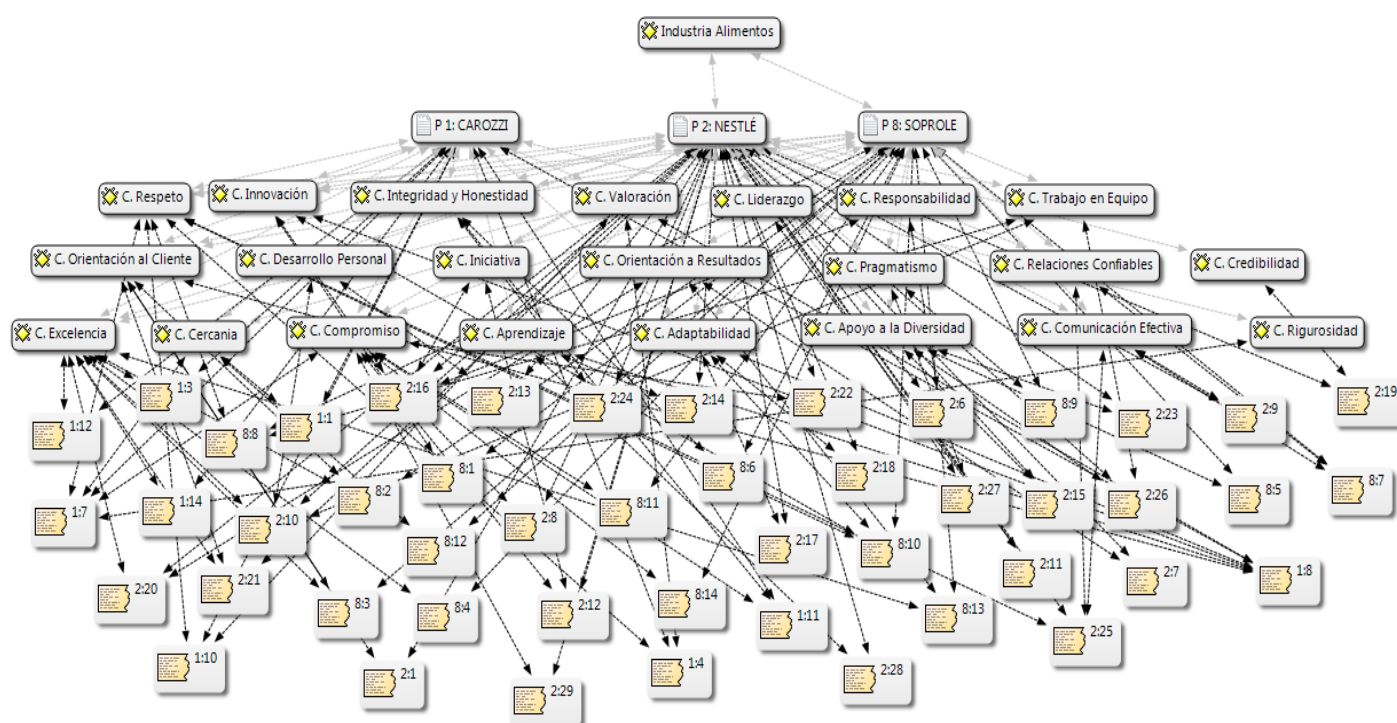 Industria Alimentos
P 1: CAROZZI
P 2: NESTLÉ
P 8: SOPROLE
C. Respeto
C. Innovación
C. Integridad y Honestidad
C. Valoración
C. Liderazgo
C. Responsabilidad
C. Trabajo en Equipo
C. Orientación al Cliente
C. Desarrollo Personal
C. Iniciativa
C. Orientación a Resultados
C. Pragmatismo
C. Relaciones Confiables
C. Credibilidad
C. Excelencia
C. Cercania
C. Compromiso
C. Aprendizaje
C. Adaptabilidad
C. Apoyo a la Diversidad
C. Comunicación Efectiva
C. Rigurosidad
1:3
2:16
2:13
2:24
2:14
2:22
2:6
8:9
2:23
2:9
2:19
1:12
8:8
1:1
8:1
8:6
2:18
8:5
8:7
1:7
1:14
2:10
8:2
8:12
2:8
8:11
2:17
8:10
2:27
2:15
2:26
2:20
2:21
8:3
8:4
2:12
8:14
1:11
8:13
2:11
2:7
1:8
1:10
2:1
2:29
1:4
2:28
2:25